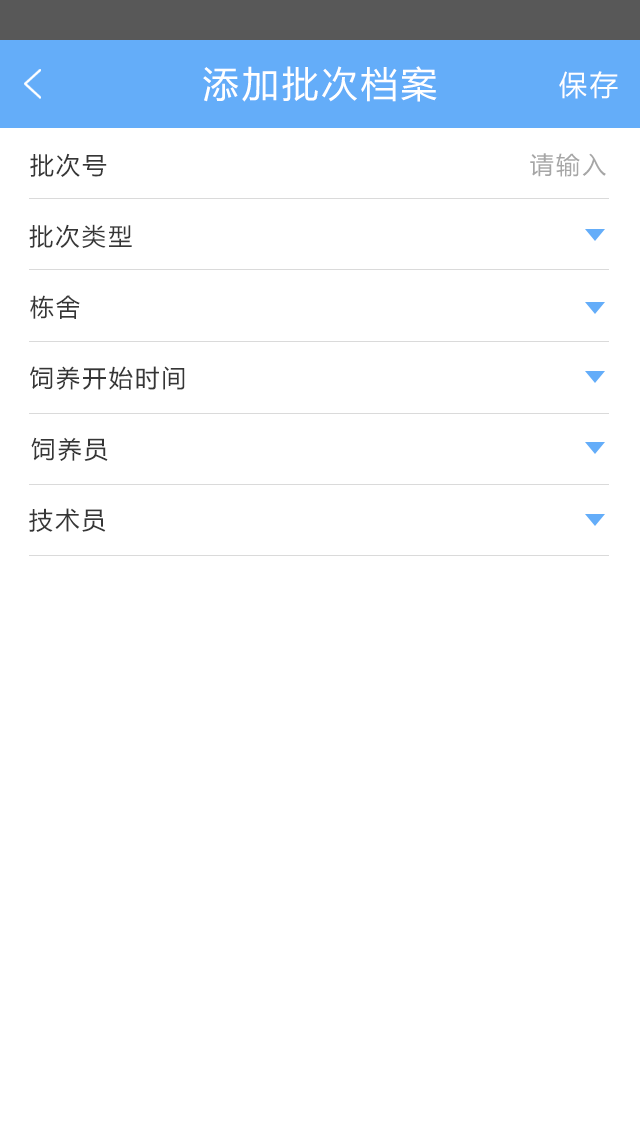 添加批次档案 保存
批次号 请输入
批次类型
栋舍
饲养开始时间
饲养员
技术员